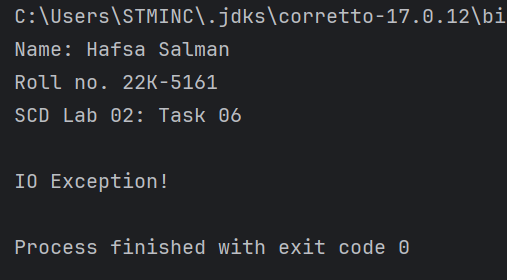 C:\Users\STMINC\.jdks\corretto-17.0.12\bi
Name: Hafsa Salman
Roll no. 22K-5161
SCD Lab 02: Task 06
IO Exception!
Process finished with exit code 0